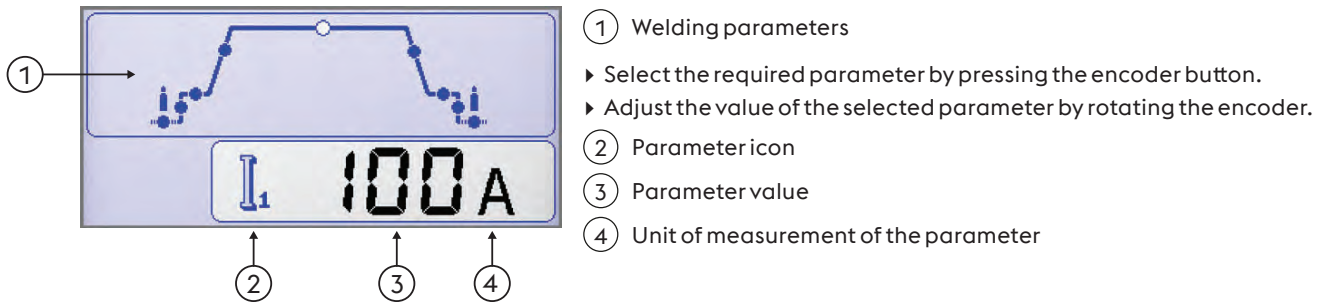 1 Welding parameters
1
▸ Select the required parameter by pressing the encoder button.
▸ Adjust the value of the selected parameter by rotating the encoder.
2 Parameter icon
3 Parameter value
I1 100 A
4 Unit of measurement of the parameter
2 3 4